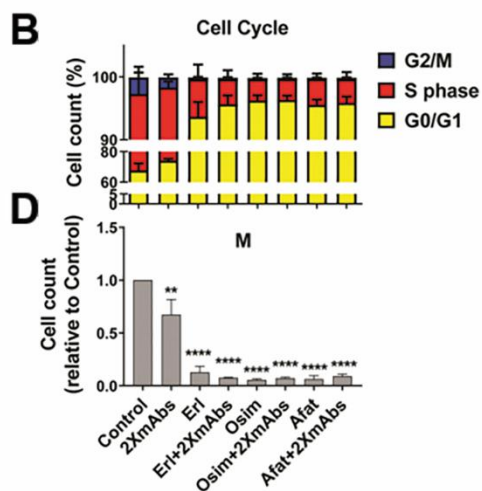 B
Cell Cycle
G2/M
S phase
G0/G1
Cell count (%)
100
90
80
60
5
0
D
M
Cell count
(relative to Control)
1.5
1.0
0.5
0.0
**
****
****
****
****
****
****
Control
2XmAbs
Erl
Erl+2XmAbs
Osim
Osim+2XmAbs
Afat
Afat+2XmAbs